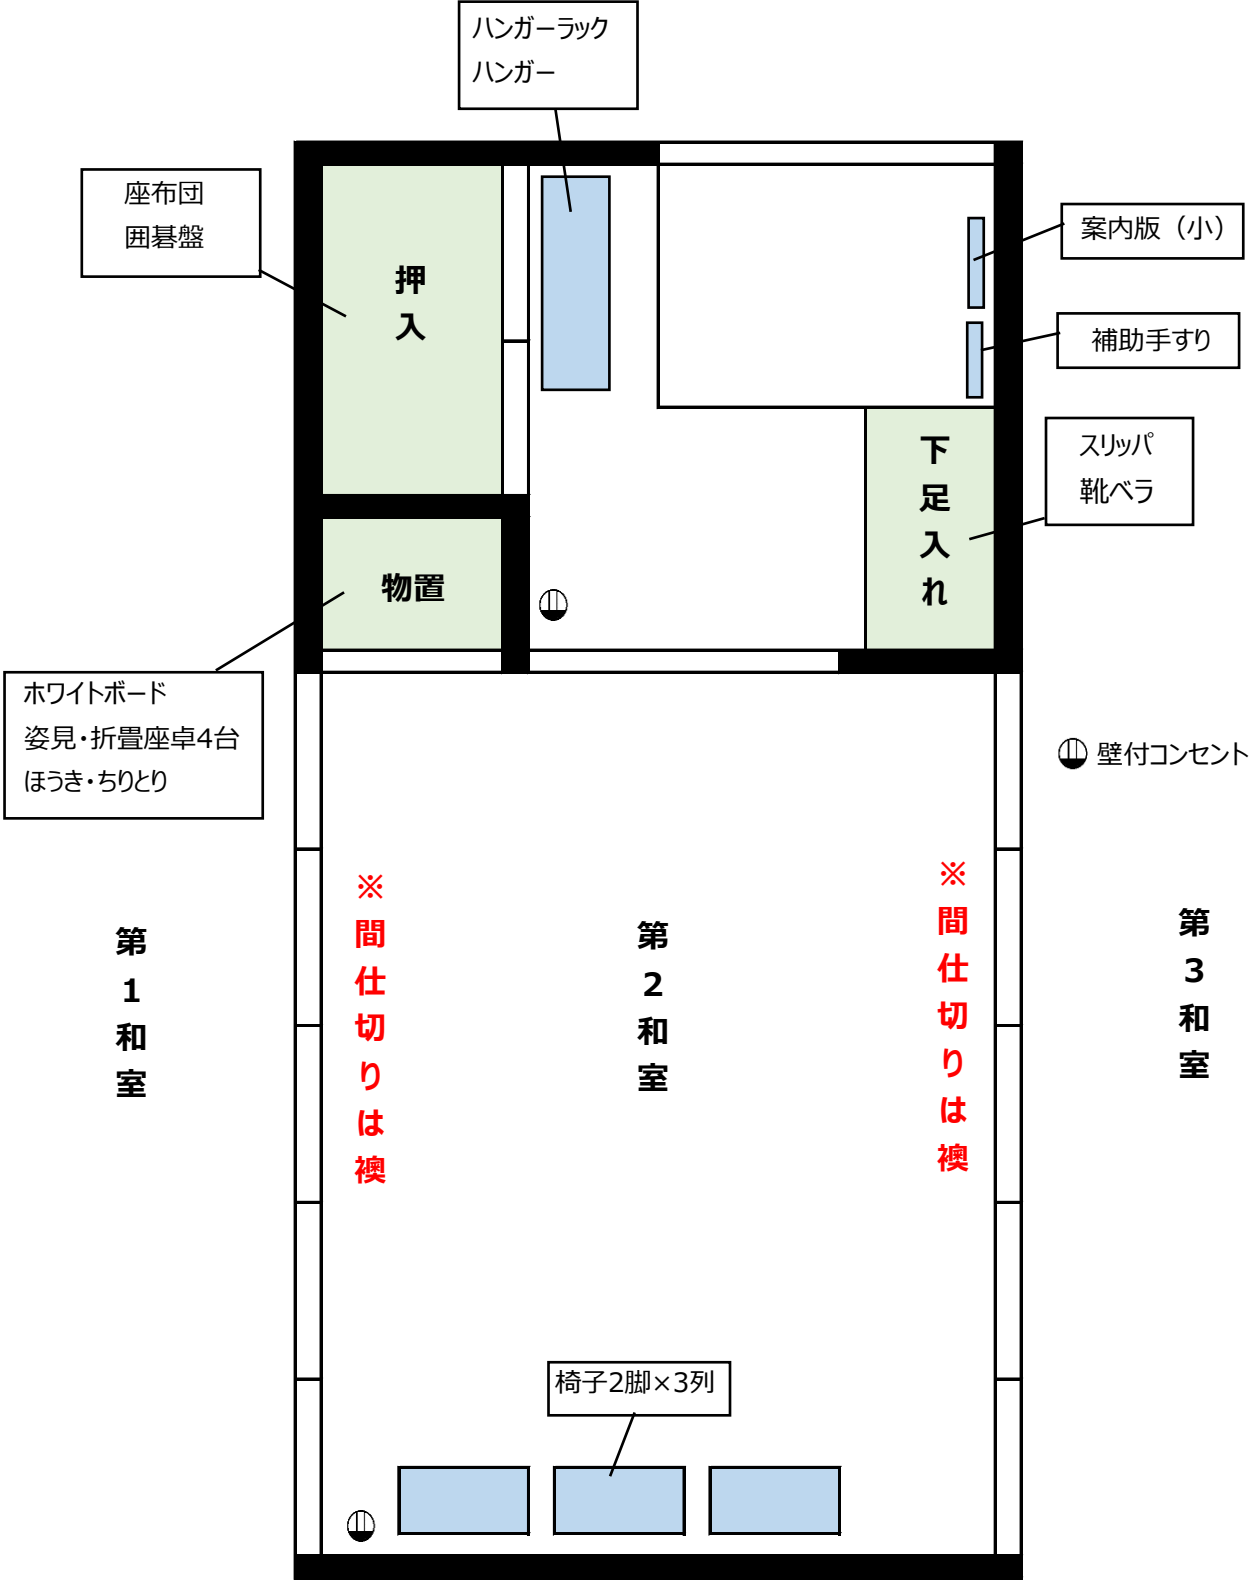 ハンガーラック
ハンガー
座布団
囲碁盤
案内版（小）
押入
補助手すり
下足入れ
スリッパ
靴ベラ
物置
ホワイトボード
姿見・折畳座卓4台
ほうき・ちりとり
壁付コンセント
第1和室
※間仕切りは襖
第2和室
※間仕切りは襖
第3和室
椅子2脚×3列